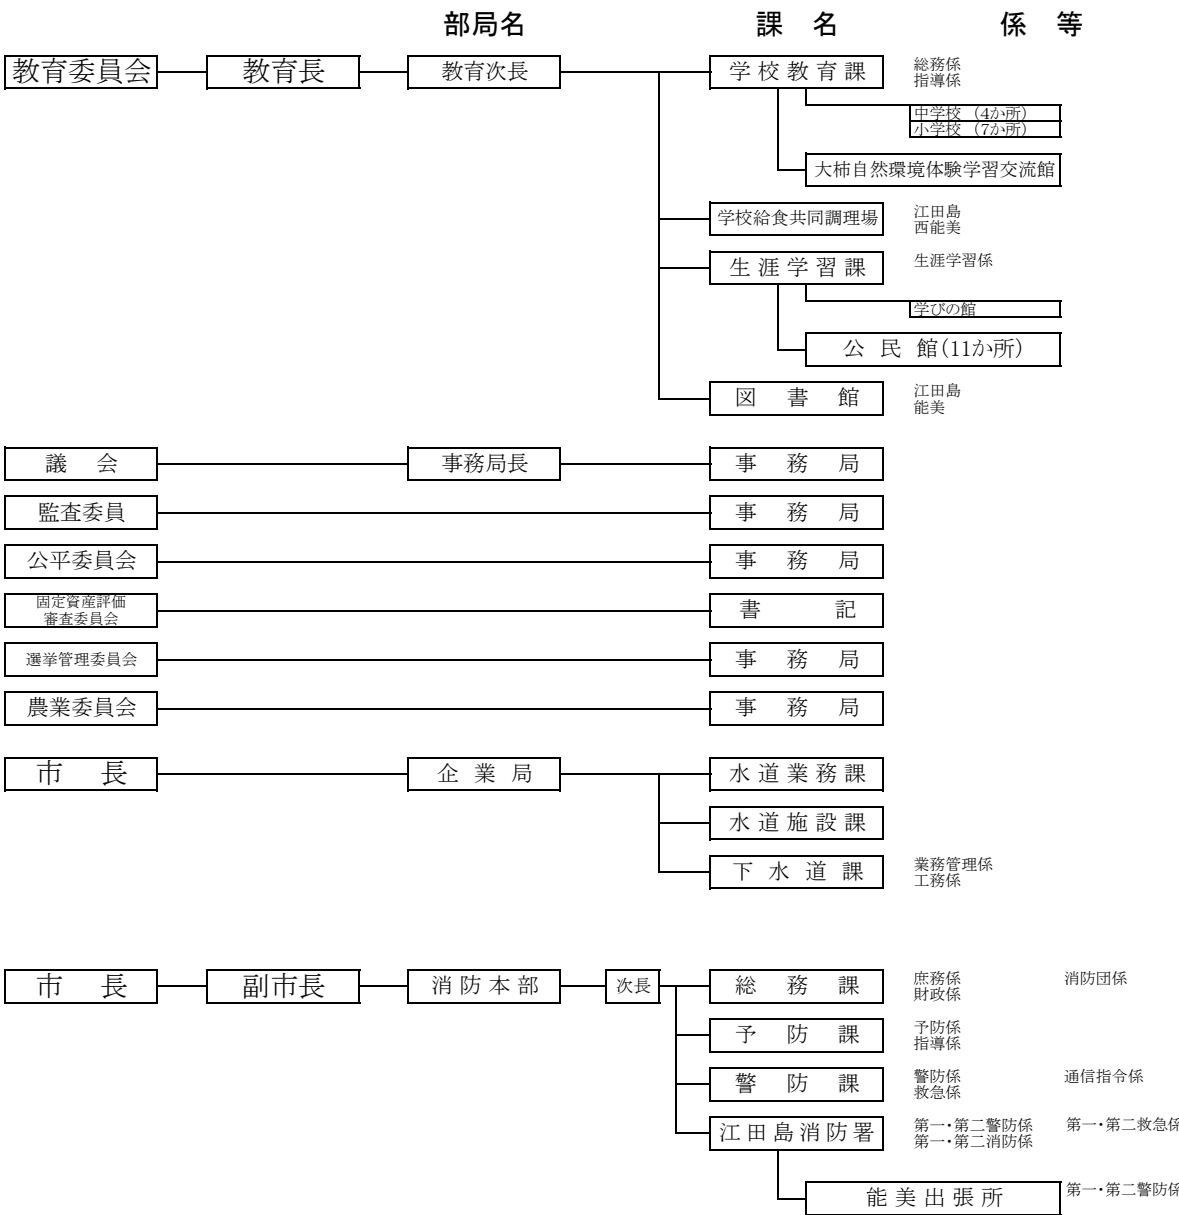 部局名 課 名 係 等
教育委員会 教育長 教育次長 学校教育課 総務係
指導係
中学校 (4か所)
小学校 (7か所)
大柿自然環境体験学習交流館
学校給食共同調理場 江田島
西能美
生涯学習課 生涯学習係
学びの館
公民館(11か所)
図書館 江田島
能美
議会 事務局長 事務局
監査委員 事務局
公平委員会 事務局
固定資産評価
審査委員会 書記
選挙管理委員会 事務局
農業委員会 事務局
市長 企業局 水道業務課
水道施設課
下水道課 業務管理係
工務係
市長 副市長 消防本部 次長 総務課 庶務係 消防団係
財政係
予防課 予防係
指導係
警防課 警防係 通信指令係
救急係
江田島消防署 第一・第二警防係 第一・第二救急係
第一・第二消防係
能美出張所 第一・第二警防係